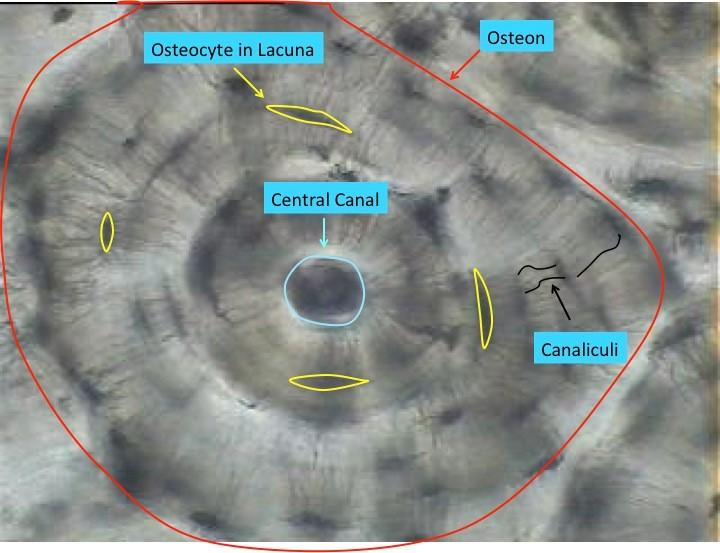 Osteon
Osteocyte in Lacuna
Central Canal
Canaliculi